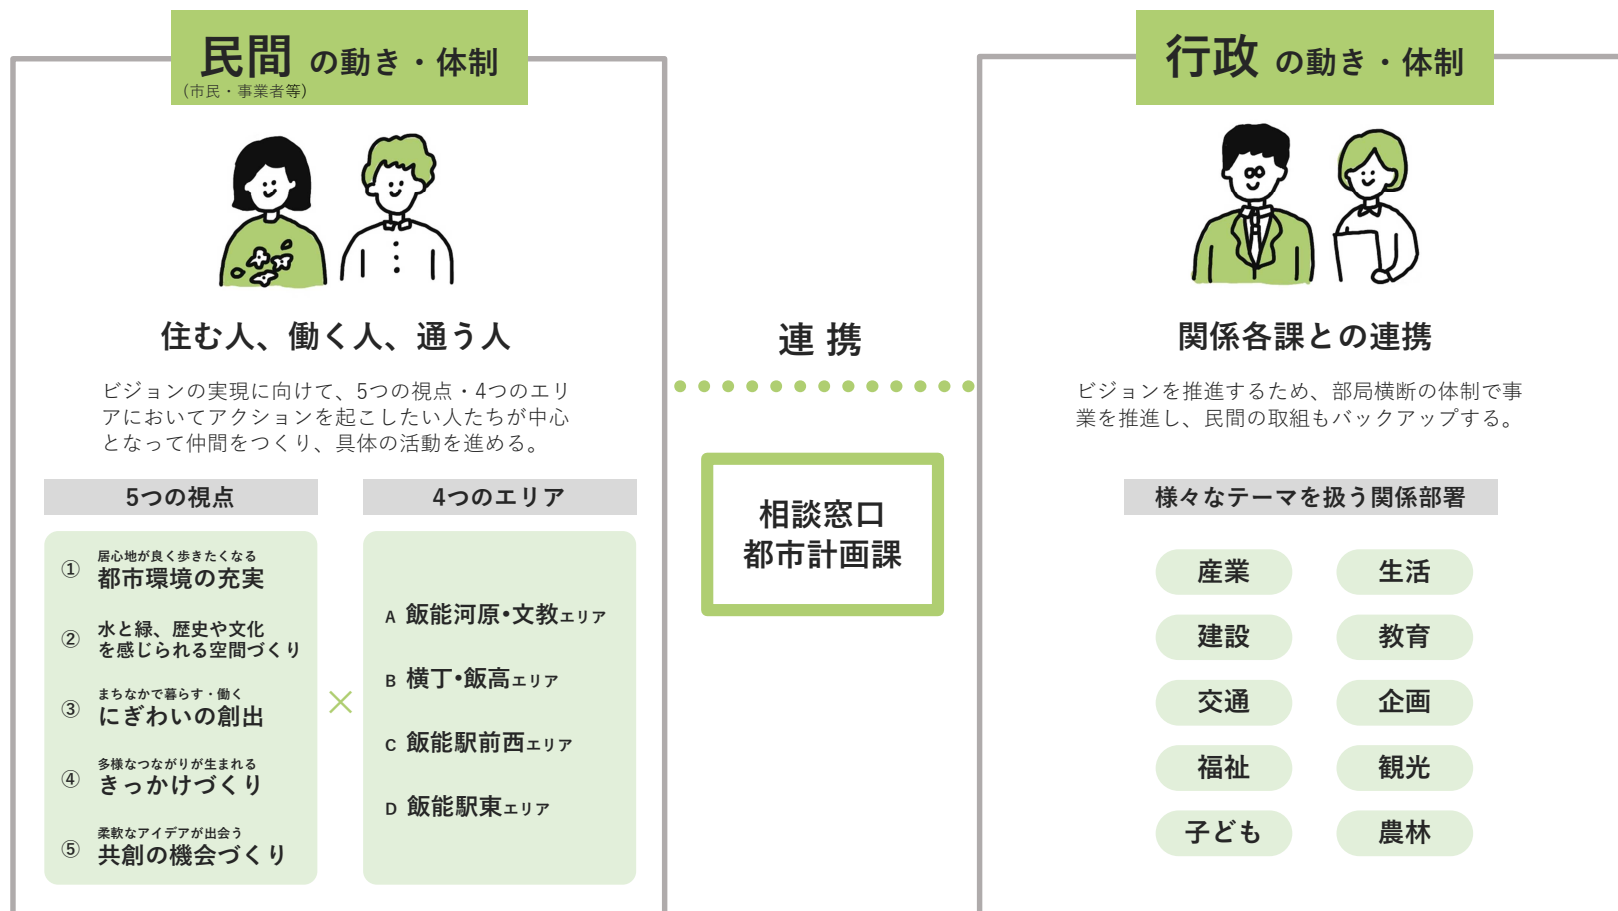 民間 の動き・体制
(市民・事業者等)
住む人、働く人、通う人
ビジョンの実現に向けて、5つの視点・4つのエリ
アにおいてアクションを起こしたい人たちが中心
となって仲間をつくり、具体の活動を進める。
5つの視点
① 居心地が良く歩きたくなる
都市環境の充実
② 水と緑、歴史や文化
を感じられる空間づくり
③ まちなかで暮らす・働く
にぎわいの創出
④ 多様なつながりが生まれる
きっかけづくり
⑤ 柔軟なアイデアが出会う
共創の機会づくり
×
4つのエリア
A 飯能河原・文教エリア
B 横丁・飯高エリア
C 飯能駅前西エリア
D 飯能駅東エリア
連携
相談窓口
都市計画課
行政 の動き・体制
関係各課との連携
ビジョンを推進するため、部局横断の体制で事
業を推進し、民間の取組もバックアップする。
様々なテーマを扱う関係部署
産業 生活
建設 教育
交通 企画
福祉 観光
子ども 農林